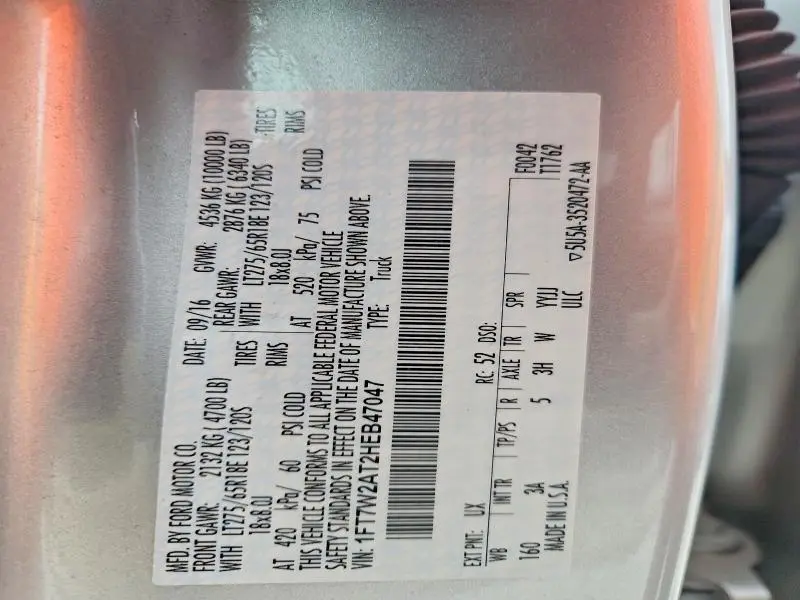 MFD. BY FORD MOTOR CO.
DATE: 09/16 GVWR: 4536 KG (10000 LB)
FRONT GAWR: 2132 KG ( 4700 LB) REAR GAWR: 2876 KG ( 6340 LB)
WITH LT275/65R18E 123/120S TIRES WITH LT275/65R18E 123/120S TIRES
18x8.0J RIMS 18x8.0J RIMS
AT 420 kPa/ 60 PSI COLD AT 520 kPa/ 75 PSI COLD
THIS VEHICLE CONFORMS TO ALL APPLICABLE FEDERAL MOTOR VEHICLE
SAFETY STANDARDS IN EFFECT ON THE DATE OF MANUFACTURE SHOWN ABOVE.
VIN: 1FT7W2AT2HEB47047 TYPE: Truck
EXT PNT: UX RC: 52 DSO:
WB INT TR TP/PS R AXLE TR SPR F0042
160 3A 5 3H W YYJJ T11762
MADE IN U.S.A. ULC ▽5U5A-3520472-AA